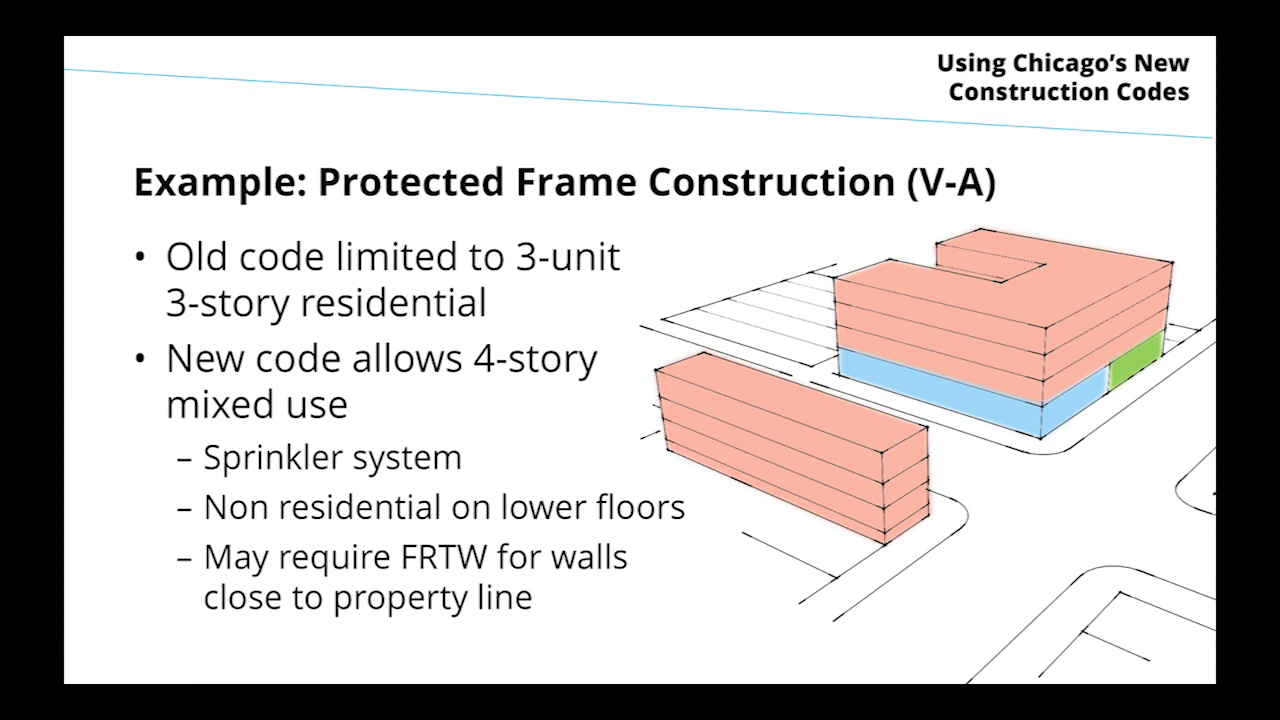 Using Chicago’s New
Construction Codes
Example: Protected Frame Construction (V-A)
• Old code limited to 3-unit
3-story residential
• New code allows 4-story
mixed use
– Sprinkler system
– Non residential on lower floors
– May require FRTW for walls
close to property line